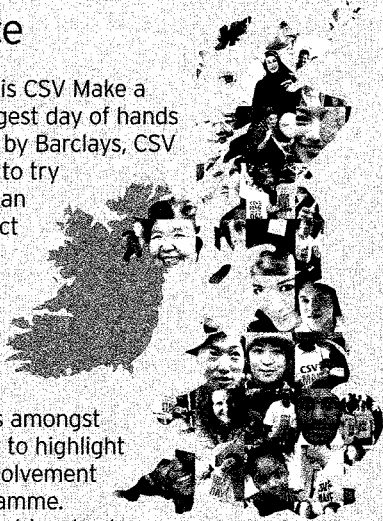 te
is CSV Make a
gest day of hands
by Barclays, CSV
to try
an
ct
s amongst
to highlight
olvement
amme.
CSV